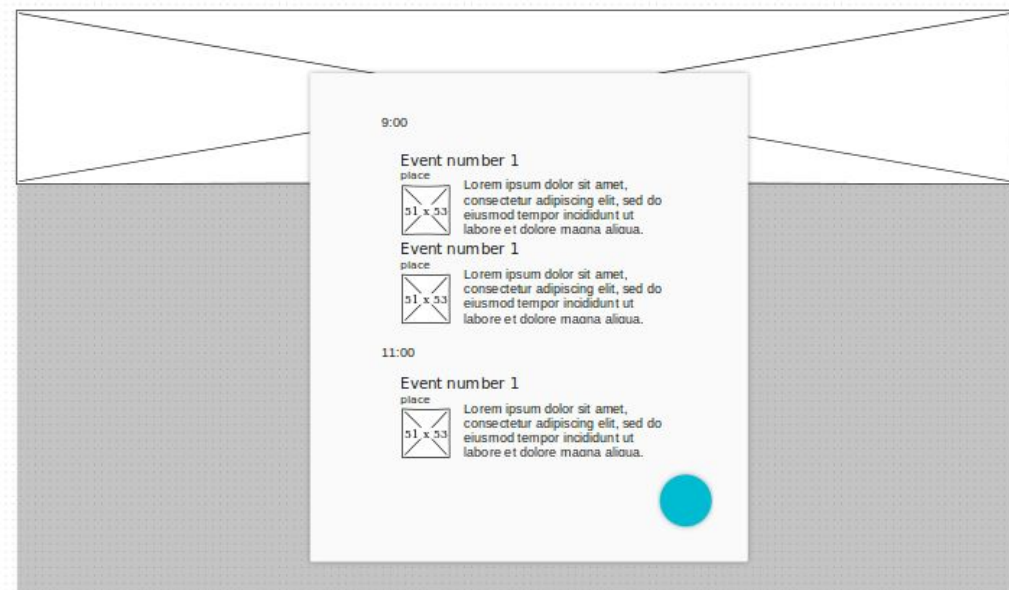 9:00
Event number 1
place
51 x 53
Lorem ipsum dolor sit amet,
consectetur adipiscing elit, sed do
eiusmod tempor incididunt ut
labore et dolore magna aliqua.
Event number 1
place
51 x 53
Lorem ipsum dolor sit amet,
consectetur adipiscing elit, sed do
eiusmod tempor incididunt ut
labore et dolore magna aliqua.
11:00
Event number 1
place
51 x 53
Lorem ipsum dolor sit amet,
consectetur adipiscing elit, sed do
eiusmod tempor incididunt ut
labore et dolore magna aliqua.